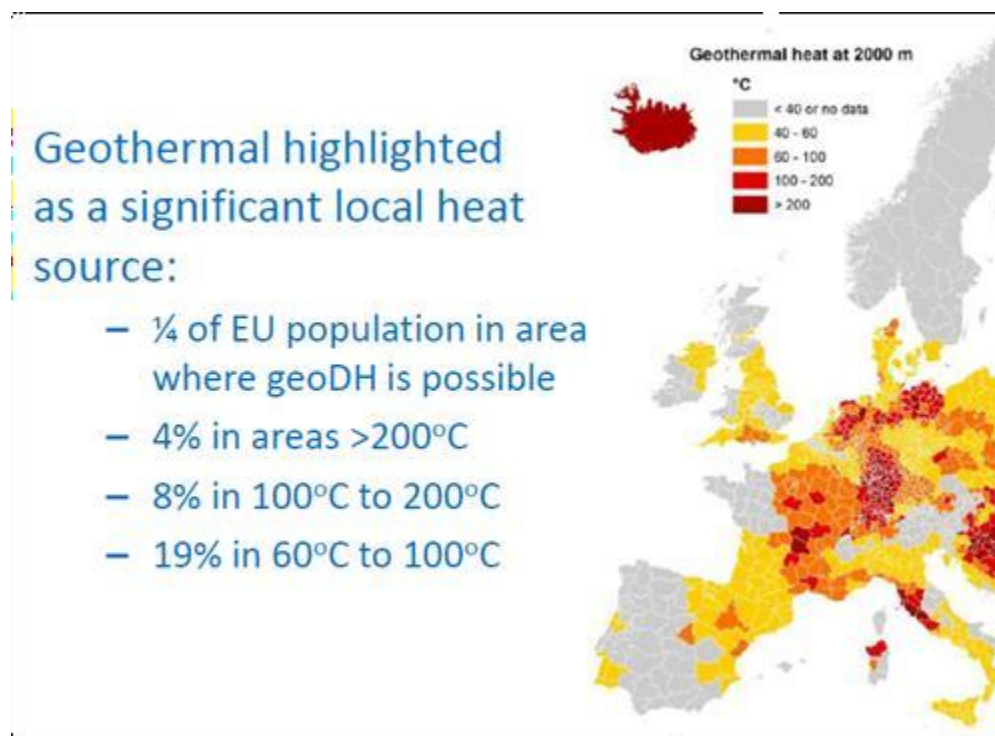 Geothermal heat at 2000 m
°C
< 40 or no data
40 - 60
60 - 100
100 - 200
> 200
Geothermal highlighted
as a significant local heat
source:
– ¼ of EU population in area
where geoDH is possible
– 4% in areas >200°C
– 8% in 100°C to 200°C
– 19% in 60°C to 100°C